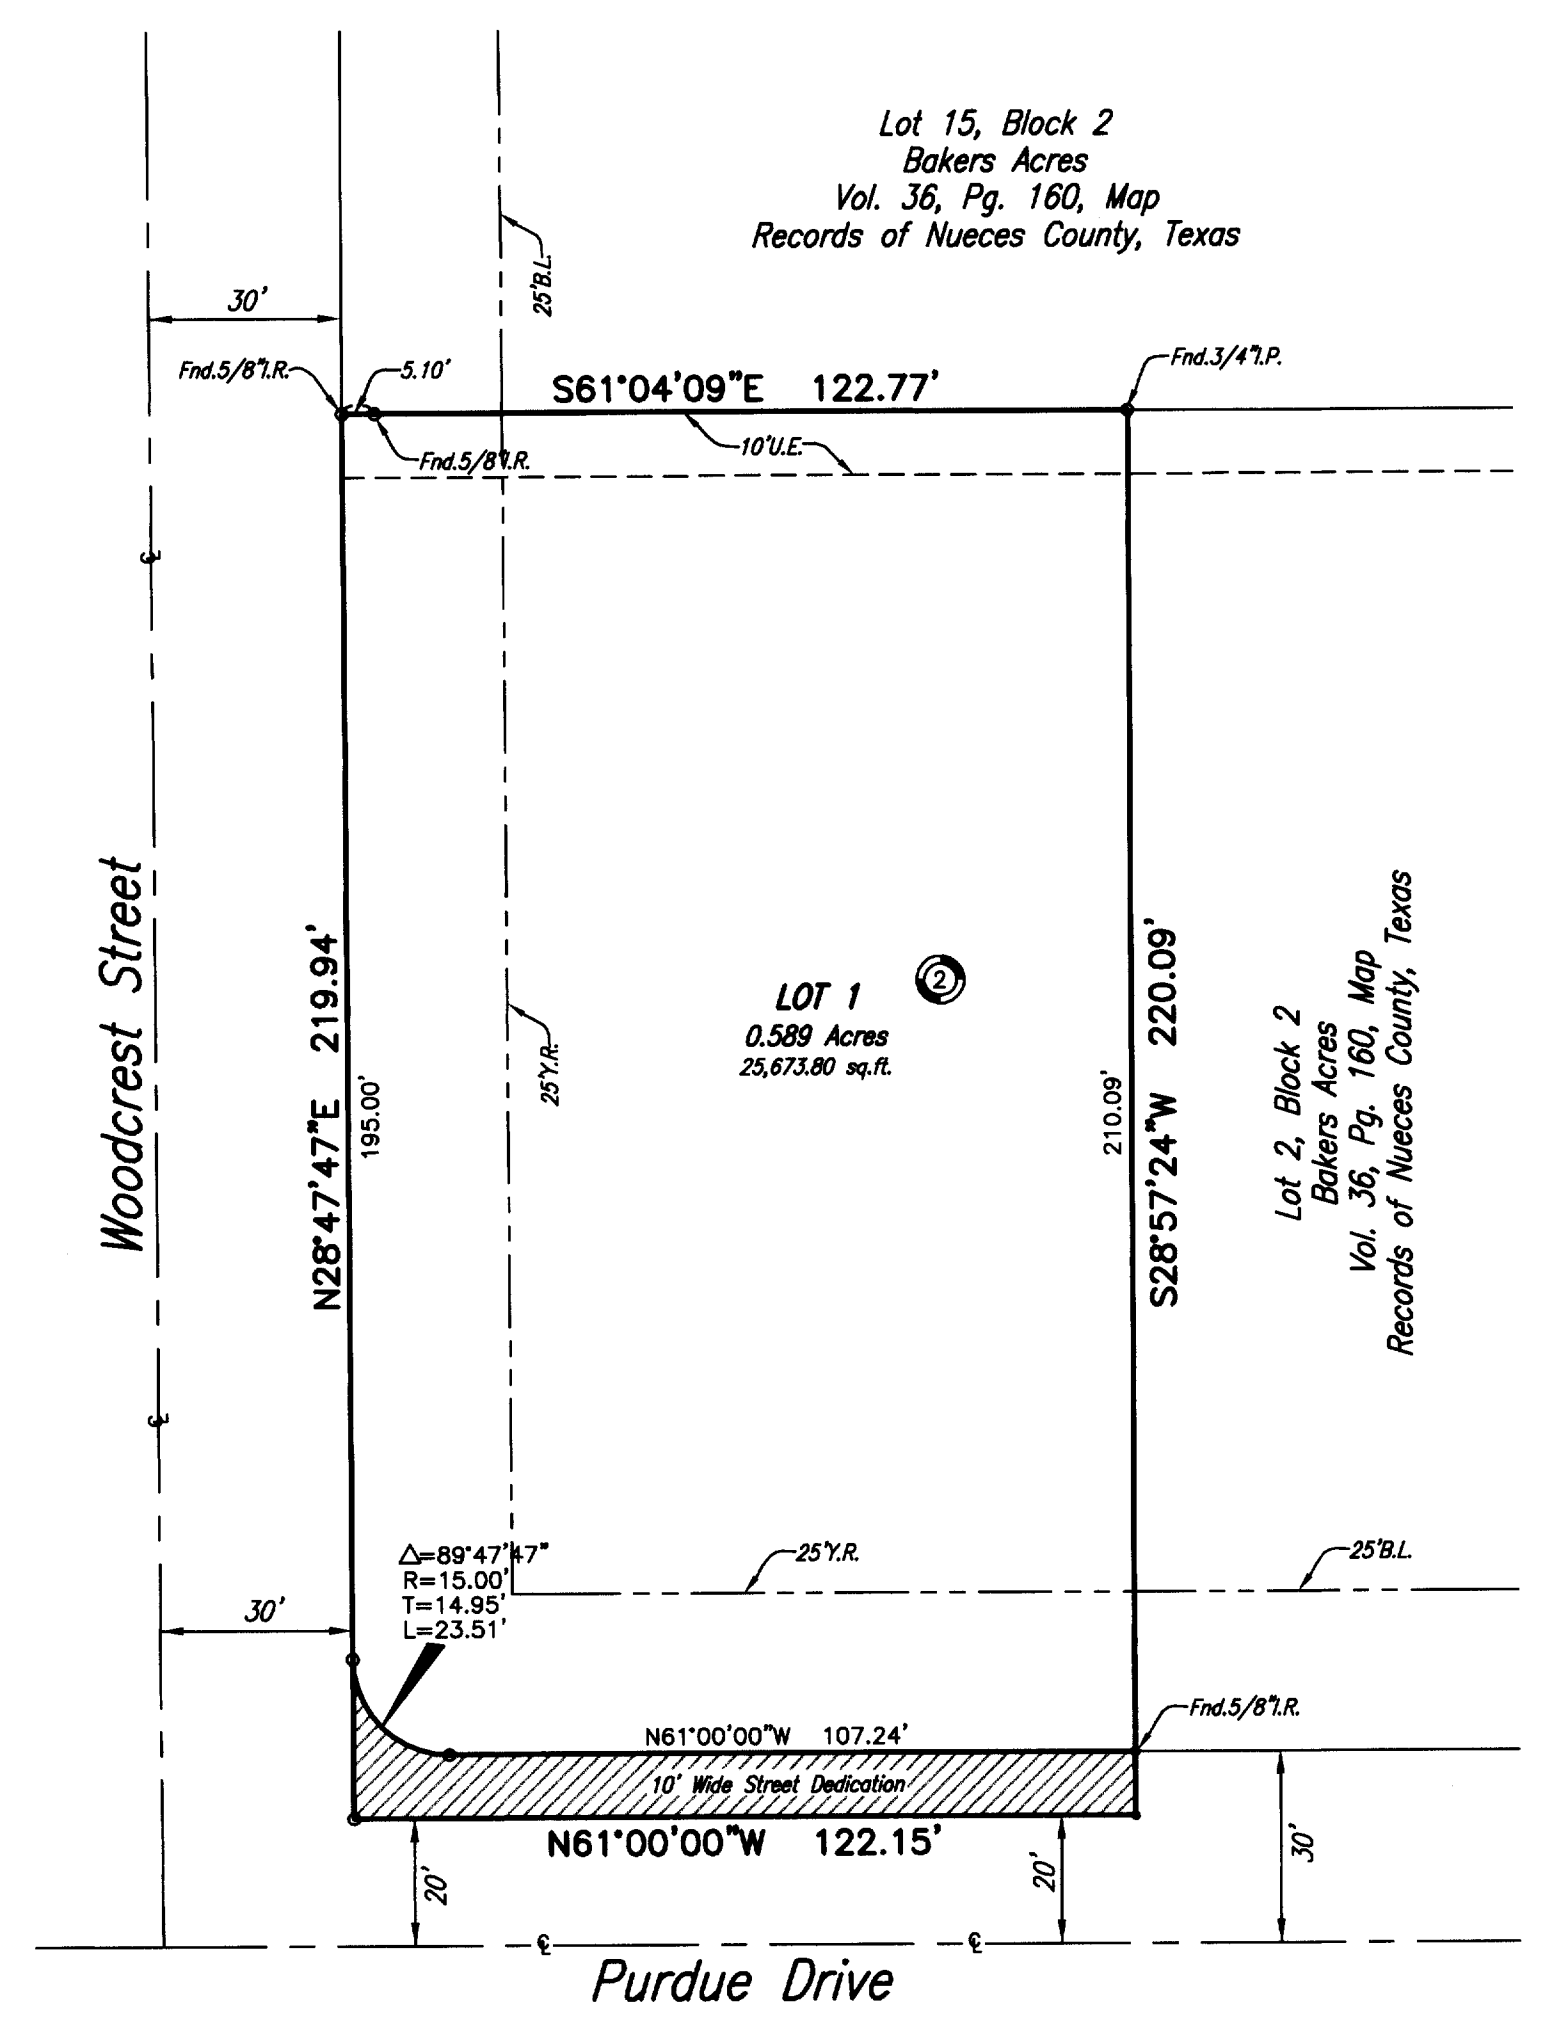 Lot 15, Block 2
Bakers Acres
Vol. 36, Pg. 160, Map
Records of Nueces County, Texas
25'B.L.
30'
Fnd.5/8"I.R.
5.10'
S61°04'09"E 122.77'
Fnd.3/4"I.P.
Fnd.5/8"I.R.
10'U.E.
℄
Woodcrest Street
N28°47'47"E 219.94'
195.00'
25'Y.R.
LOT 1
2
0.589 Acres
25,673.80 sq.ft.
210.09'
S28°57'24"W 220.09'
Lot 2, Block 2
Bakers Acres
Vol. 36, Pg. 160, Map
Records of Nueces County, Texas
℄
Δ=89°47'47"
R=15.00'
T=14.95'
L=23.51'
25'Y.R.
25'B.L.
30'
Fnd.5/8"I.R.
N61°00'00"W 107.24'
10' Wide Street Dedication
N61°00'00"W 122.15'
20'
20'
30'
℄
℄
Purdue Drive